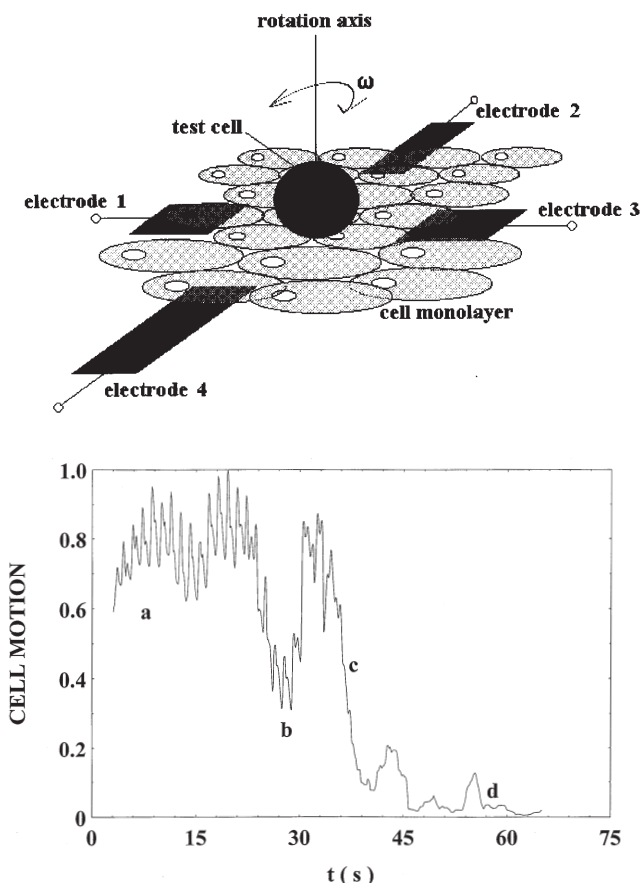 rotation axis
ω
electrode 2
test cell
electrode 1
electrode 3
cell monolayer
electrode 4
1.0
0.8
a
0.6
CELL MOTION
c
0.4
b
0.2
d
0
0 15 30 45 60 75
t ( s )